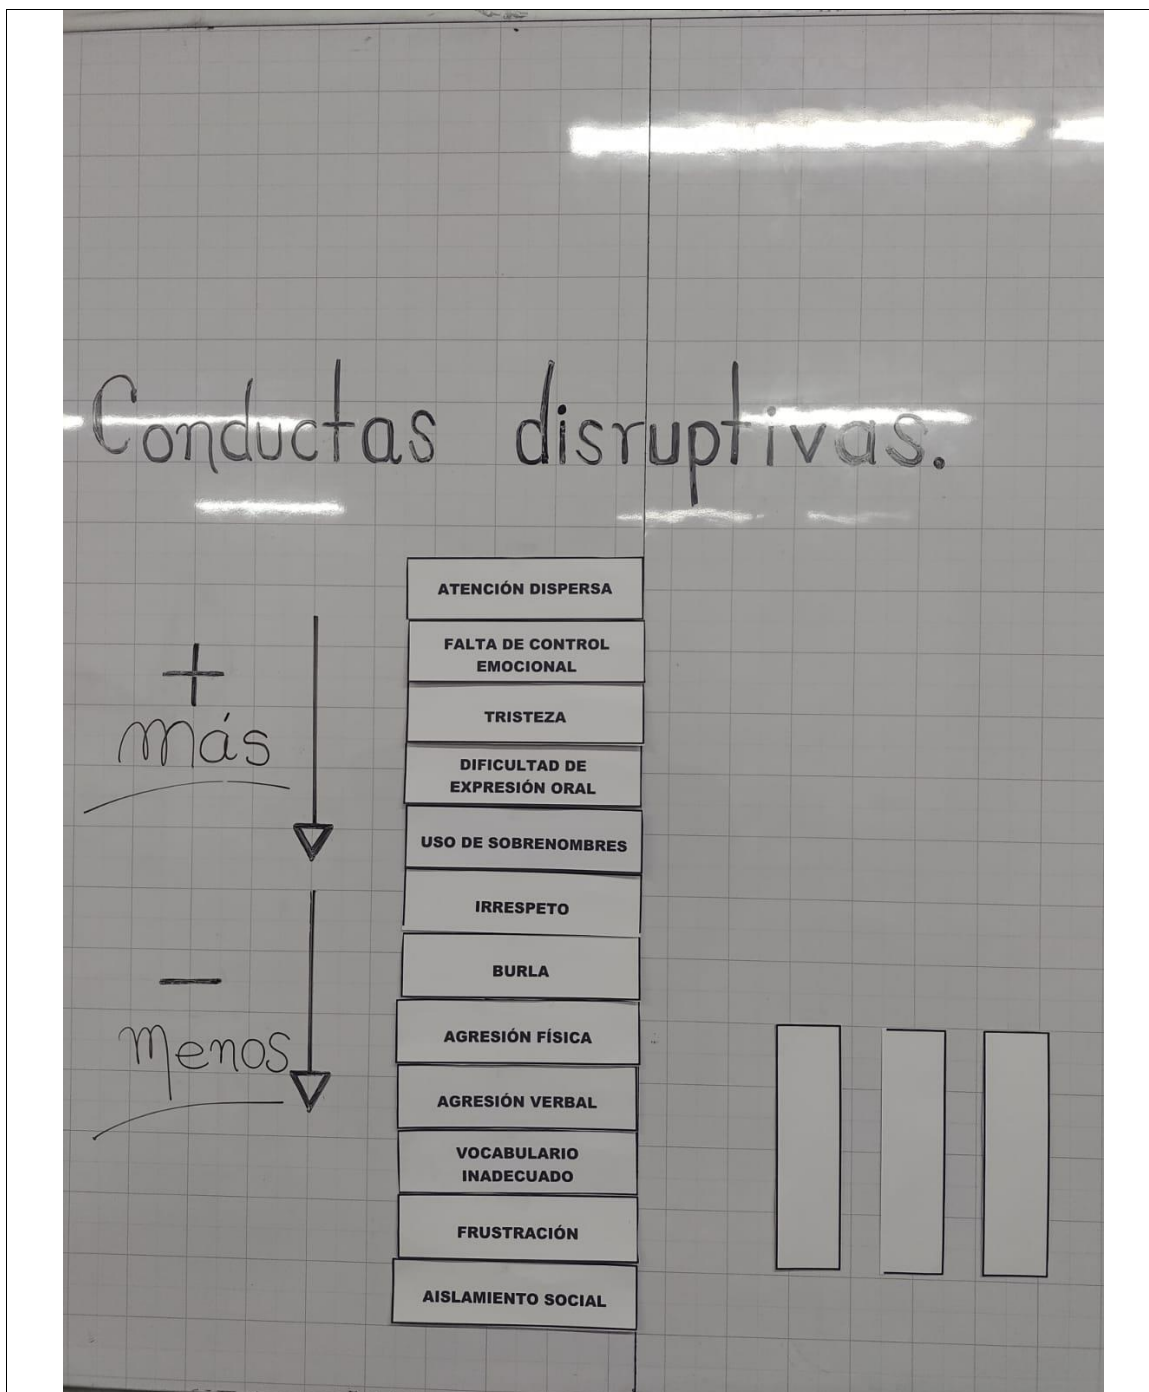 Conductas disruptivas.
ATENCIÓN DISPERSA
FALTA DE CONTROL
EMOCIONAL
+
más
TRISTEZA
DIFICULTAD DE
EXPRESIÓN ORAL
USO DE SOBRENOMBRES
IRRESPETO
BURLA
-
Menos
AGRESIÓN FÍSICA
AGRESIÓN VERBAL
VOCABULARIO
INADECUADO
FRUSTRACIÓN
AISLAMIENTO SOCIAL